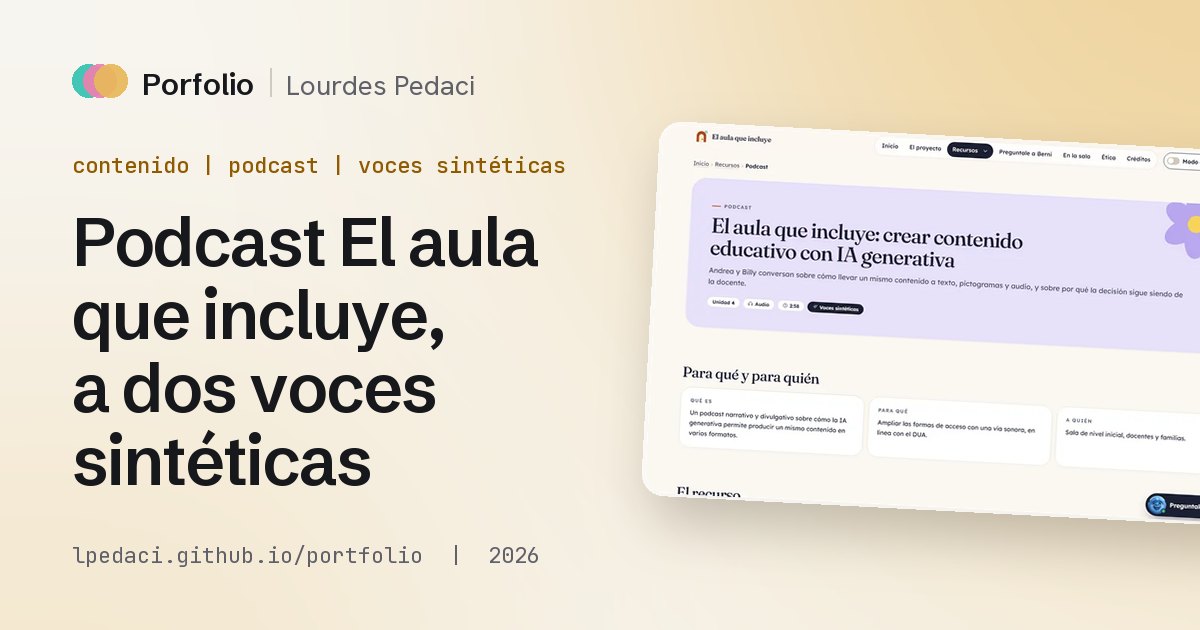 Porfolio | Lourdes Pedaci
contenido | podcast | voces sintéticas
Podcast El aula
que incluye,
a dos voces
sintéticas
lpedaci.github.io/portfolio | 2026
El aula que incluye
Inicio El proyecto Recursos Preguntale a Berni En la sala Ética Créditos Modo
Inicio › Recursos › Podcast
PODCAST
El aula que incluye: crear contenido
educativo con IA generativa
Andrea y Billy conversan sobre cómo llevar un mismo contenido a texto, pictogramas y audio, y sobre por qué la decisión sigue siendo de
la docente.
Unidad 4 Audio 2:58 Voces sintéticas
Para qué y para quién
QUÉ ES
Un podcast narrativo y divulgativo sobre cómo la IA
generativa permite producir un mismo contenido en
varios formatos.
PARA QUÉ
Ampliar las formas de acceso con una vía sonora, en
línea con el DUA.
A QUIÉN
Sala de nivel inicial, docentes y familias.
El recurso